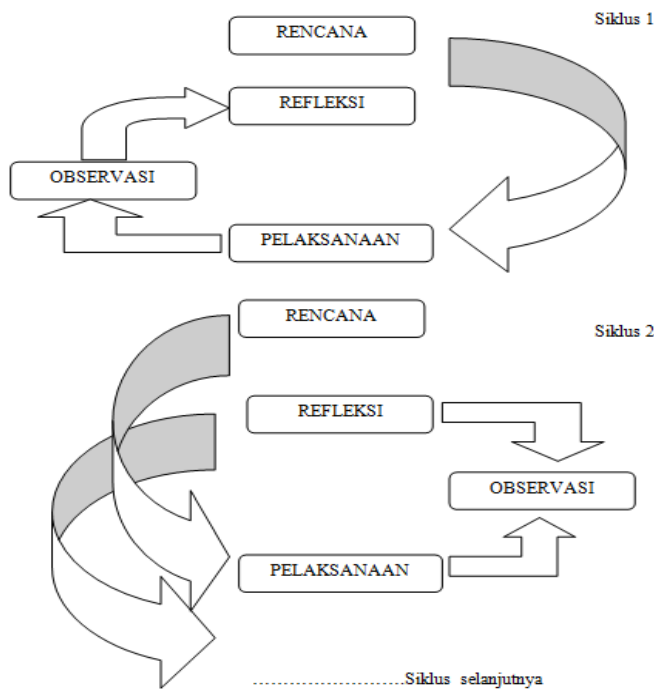 Siklus 1
RENCANA
REFLEKSI
OBSERVASI
PELAKSANAAN
RENCANA
Siklus 2
REFLEKSI
OBSERVASI
PELAKSANAAN
……………………..Siklus selanjutnya